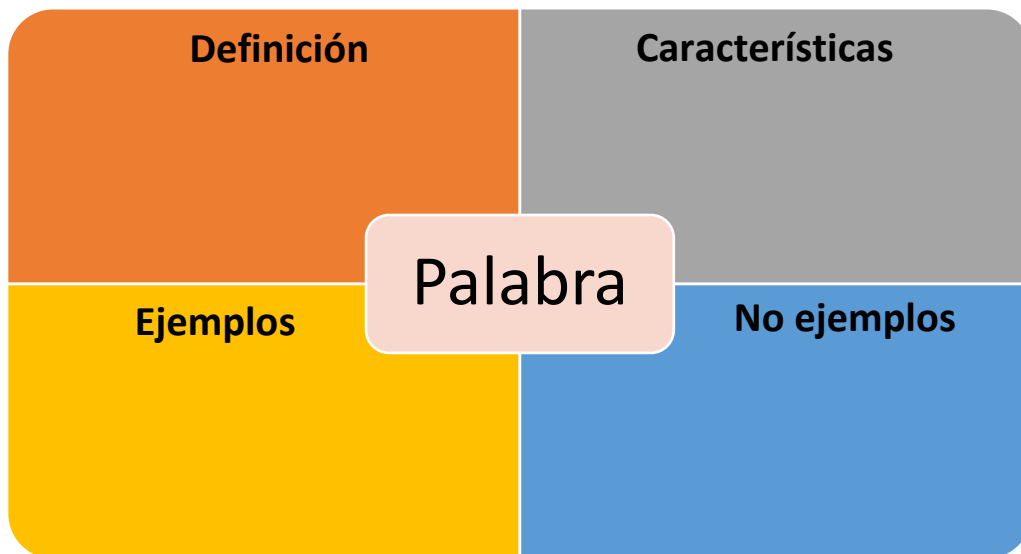 Definición
Características
Palabra
Ejemplos
No ejemplos